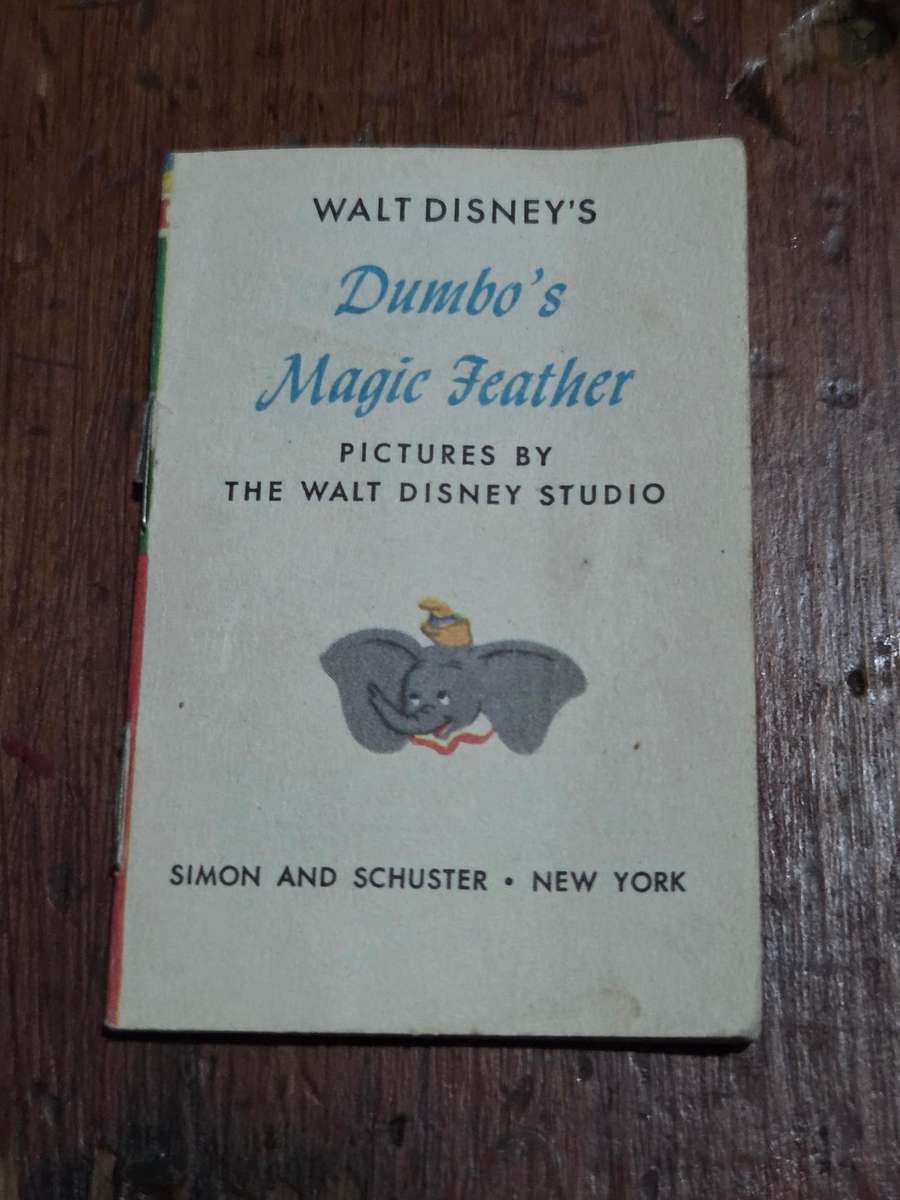 WALT DISNEY'S
Dumbo's
Magic Feather
PICTURES BY
THE WALT DISNEY STUDIO
SIMON AND SCHUSTER • NEW YORK